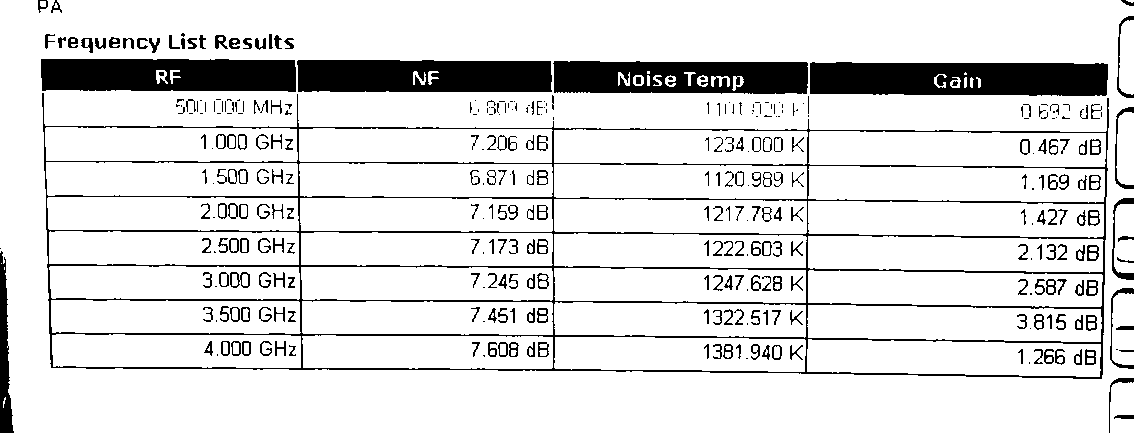 PA
Frequency List Results
RF NF Noise Temp Gain
500.000 MHz 6.809 dB 1101.020 K 0.692 dB
1.000 GHz 7.206 dB 1234.000 K 0.467 dB
1.500 GHz 6.871 dB 1120.989 K 1.169 dB
2.000 GHz 7.159 dB 1217.784 K 1.427 dB
2.500 GHz 7.173 dB 1222.603 K 2.132 dB
3.000 GHz 7.245 dB 1247.628 K 2.587 dB
3.500 GHz 7.451 dB 1322.517 K 3.815 dB
4.000 GHz 7.608 dB 1381.940 K 1.266 dB